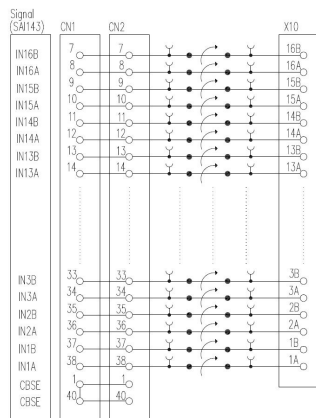 Signal
(SAI143) CN1 CN2 X10
IN16B 7 7 16B
IN16A 8 8 16A
IN15B 9 9 15B
IN15A 10 10 15A
IN14B 11 11 14B
IN14A 12 12 14A
IN13B 13 13 13B
IN13A 14 14 13A
IN3B 33 33 3B
IN3A 34 34 3A
IN2B 35 35 2B
IN2A 36 36 2A
IN1B 37 37 1B
IN1A 38 38 1A
CBSE 1 1
CBSE 40 40